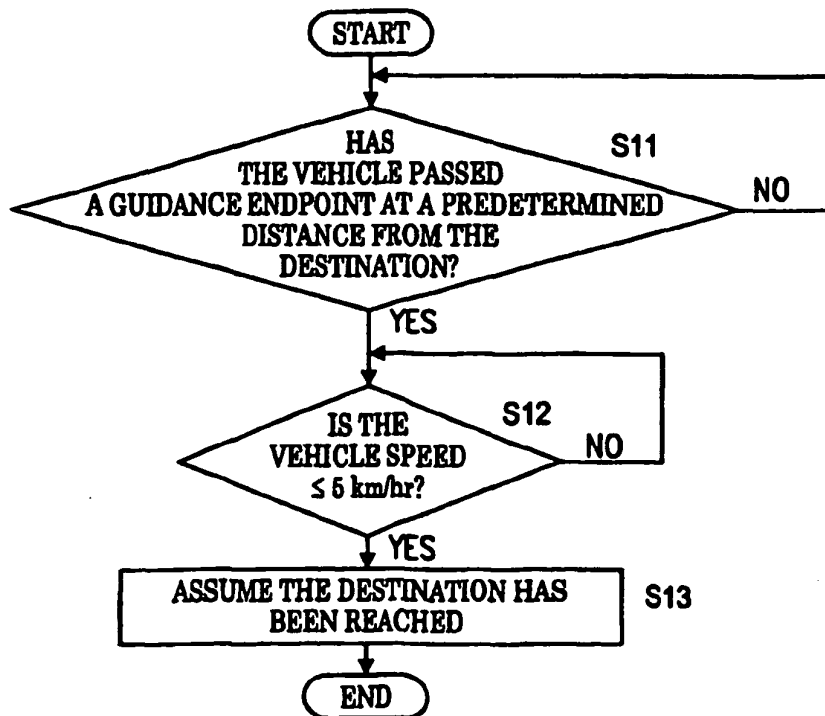 START
HAS
THE VEHICLE PASSED
A GUIDANCE ENDPOINT AT A PREDETERMINED
DISTANCE FROM THE
DESTINATION?
S11
NO
YES
IS THE
VEHICLE SPEED
≤ 5 km/hr?
S12
NO
YES
ASSUME THE DESTINATION HAS
BEEN REACHED
S13
END